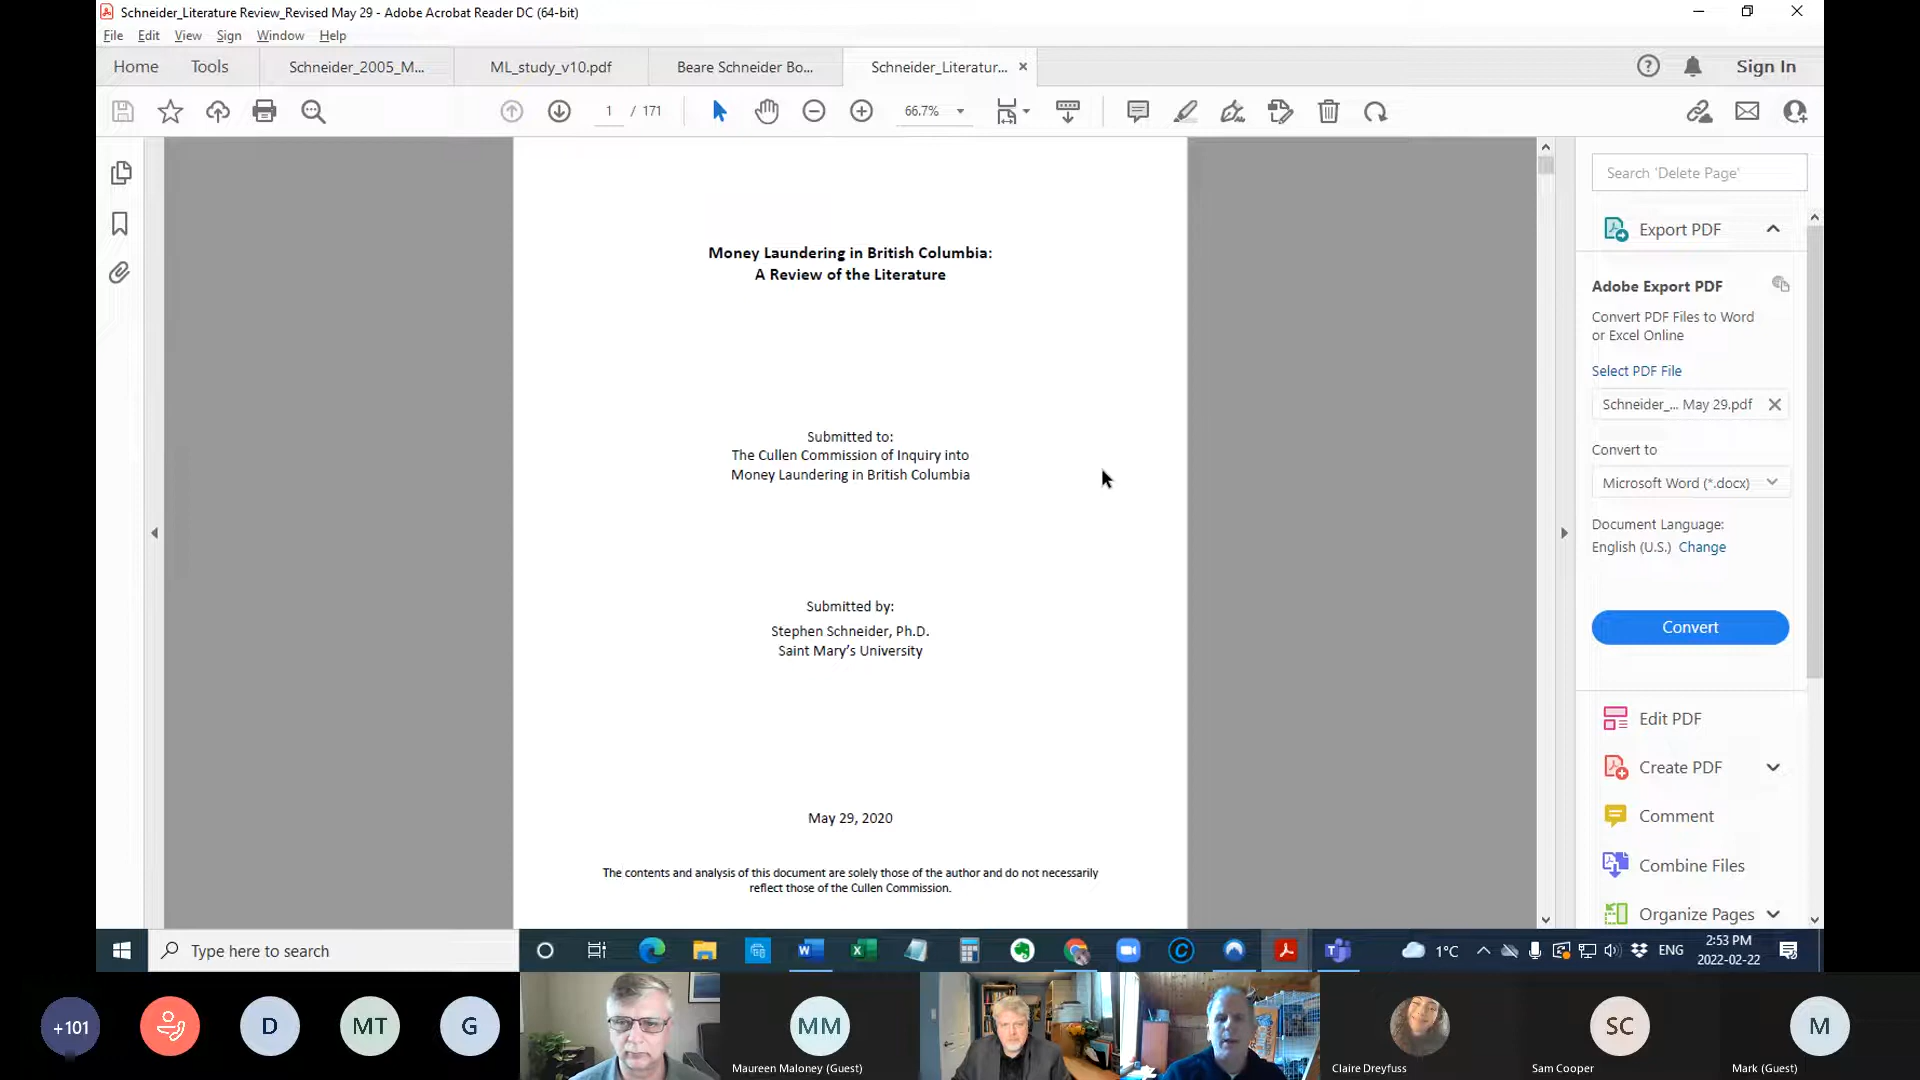 Schneider_Literature Review_Revised May 29 - Adobe Acrobat Reader DC (64-bit)
File Edit View Sign Window Help
Home Tools Schneider_2005_M... ML_study_v10.pdf Beare Schneider Bo... Schneider_Literatur... Sign In
1 / 171 66.7%
Money Laundering in British Columbia:
A Review of the Literature
Submitted to:
The Cullen Commission of Inquiry into
Money Laundering in British Columbia
Submitted by:
Stephen Schneider, Ph.D.
Saint Mary's University
May 29, 2020
The contents and analysis of this document are solely those of the author and do not necessarily
reflect those of the Cullen Commission.
Search 'Delete Page'
Export PDF
Adobe Export PDF
Convert PDF Files to Word
or Excel Online
Select PDF File
Schneider_... May 29.pdf
Convert to
Microsoft Word (*.docx)
Document Language:
English (U.S.) Change
Convert
Edit PDF
Create PDF
Comment
Combine Files
Organize Pages
Type here to search
1°C ENG
2:53 PM
2022-02-22
+101 D MT G MM SC M
Maureen Maloney (Guest) Claire Dreyfuss Sam Cooper Mark (Guest)